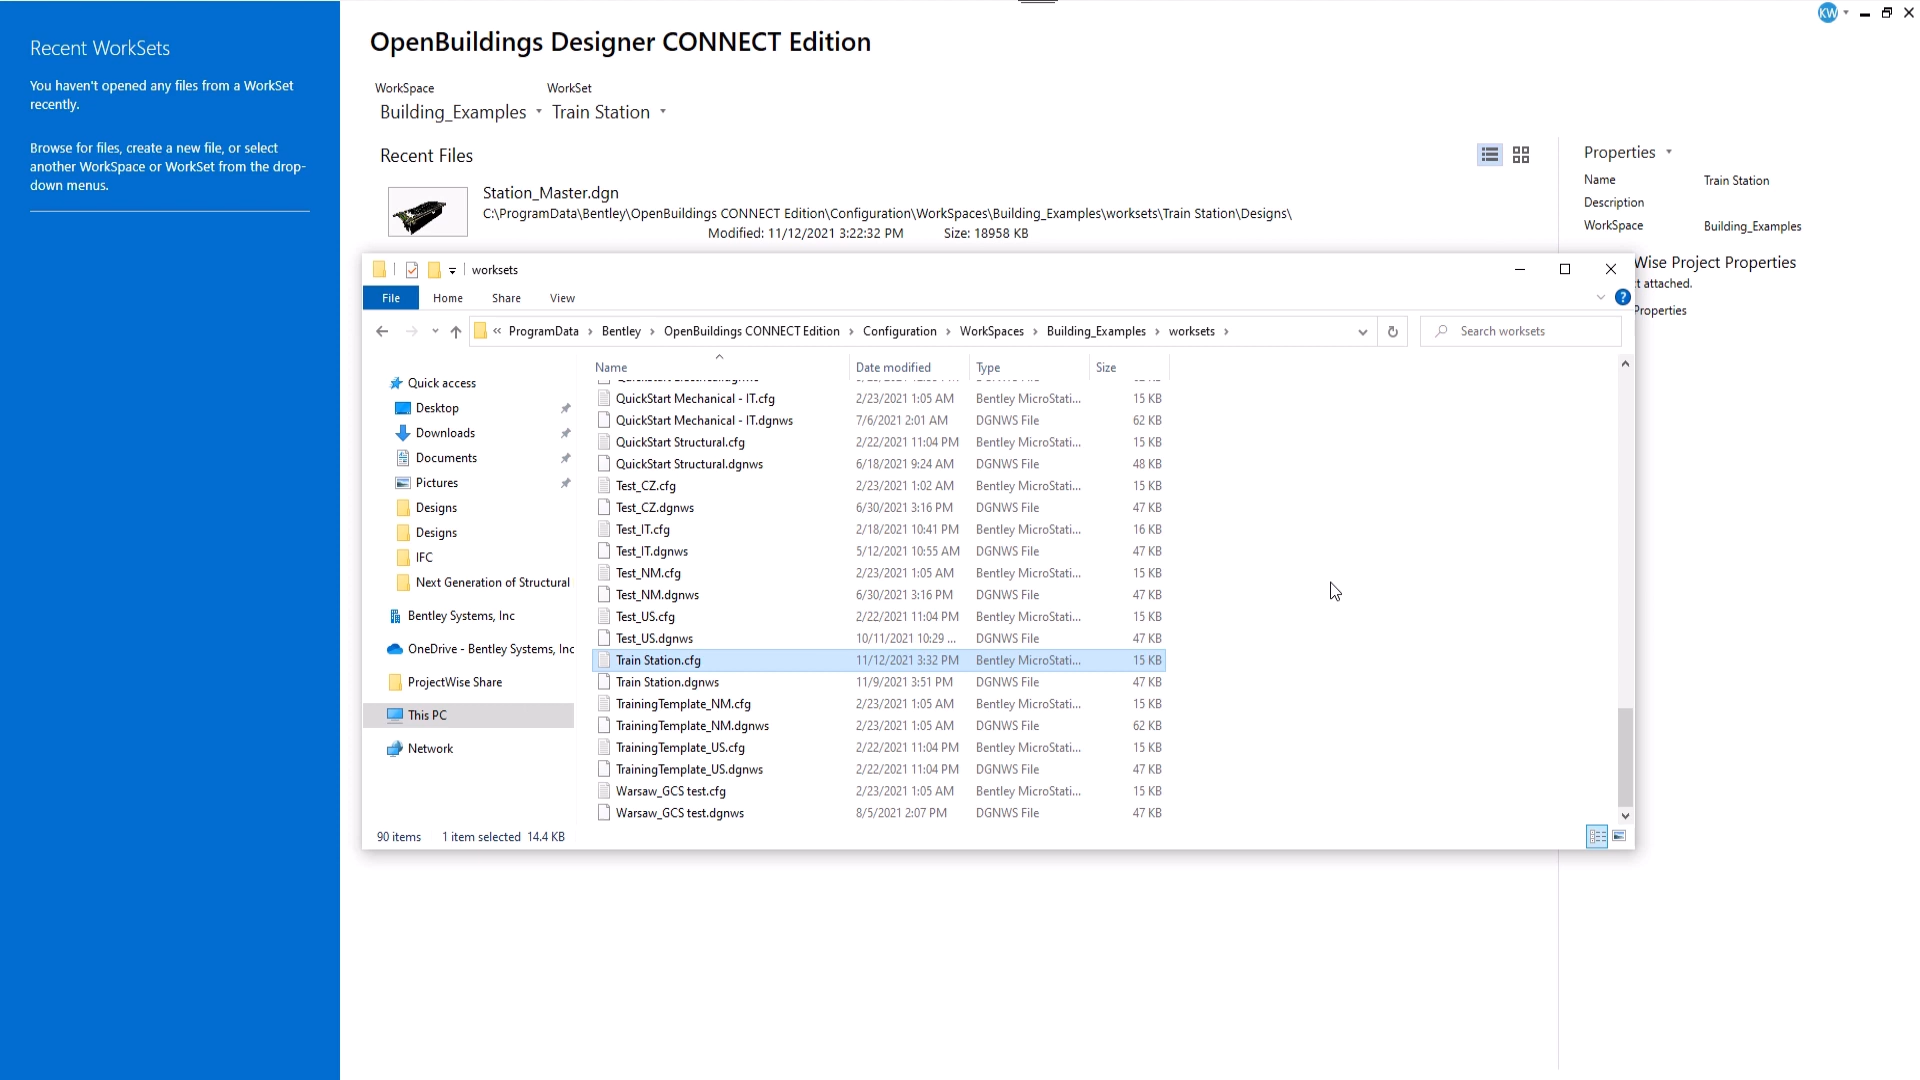 KW
Recent WorkSets
You haven't opened any files from a WorkSet
recently.
Browse for files, create a new file, or select
another WorkSpace or WorkSet from the drop-
down menus.
OpenBuildings Designer CONNECT Edition
WorkSpace WorkSet
Building_Examples Train Station
Recent Files
Station_Master.dgn
C:\ProgramData\Bentley\OpenBuildings CONNECT Edition\Configuration\WorkSpaces\Building_Examples\worksets\Train Station\Designs\
Modified: 11/12/2021 3:22:32 PM Size: 18958 KB
Properties
Name Train Station
Description
WorkSpace Building_Examples
Wise Project Properties
t attached.
Properties
worksets
File Home Share View
« ProgramData › Bentley › OpenBuildings CONNECT Edition › Configuration › WorkSpaces › Building_Examples › worksets ›
Search worksets
Quick access
Desktop
Downloads
Documents
Pictures
Designs
Designs
IFC
Next Generation of Structural
Bentley Systems, Inc
OneDrive - Bentley Systems, Inc
ProjectWise Share
This PC
Network
Name Date modified Type Size
QuickStart Mechanical - IT.cfg 2/23/2021 1:05 AM Bentley MicroStati... 15 KB
QuickStart Mechanical - IT.dgnws 7/6/2021 2:01 AM DGNWS File 62 KB
QuickStart Structural.cfg 2/22/2021 11:04 PM Bentley MicroStati... 15 KB
QuickStart Structural.dgnws 6/18/2021 9:24 AM DGNWS File 48 KB
Test_CZ.cfg 2/23/2021 1:02 AM Bentley MicroStati... 15 KB
Test_CZ.dgnws 6/30/2021 3:16 PM DGNWS File 47 KB
Test_IT.cfg 2/18/2021 10:41 PM Bentley MicroStati... 16 KB
Test_IT.dgnws 5/12/2021 10:55 AM DGNWS File 47 KB
Test_NM.cfg 2/23/2021 1:05 AM Bentley MicroStati... 15 KB
Test_NM.dgnws 6/30/2021 3:16 PM DGNWS File 47 KB
Test_US.cfg 2/22/2021 11:04 PM Bentley MicroStati... 15 KB
Test_US.dgnws 10/11/2021 10:29 ... DGNWS File 47 KB
Train Station.cfg 11/12/2021 3:32 PM Bentley MicroStati... 15 KB
Train Station.dgnws 11/9/2021 3:51 PM DGNWS File 47 KB
TrainingTemplate_NM.cfg 2/23/2021 1:05 AM Bentley MicroStati... 15 KB
TrainingTemplate_NM.dgnws 2/23/2021 1:05 AM DGNWS File 62 KB
TrainingTemplate_US.cfg 2/22/2021 11:04 PM Bentley MicroStati... 15 KB
TrainingTemplate_US.dgnws 2/22/2021 11:04 PM DGNWS File 47 KB
Warsaw_GCS test.cfg 2/23/2021 1:05 AM Bentley MicroStati... 15 KB
Warsaw_GCS test.dgnws 8/5/2021 2:07 PM DGNWS File 47 KB
90 items 1 item selected 14.4 KB